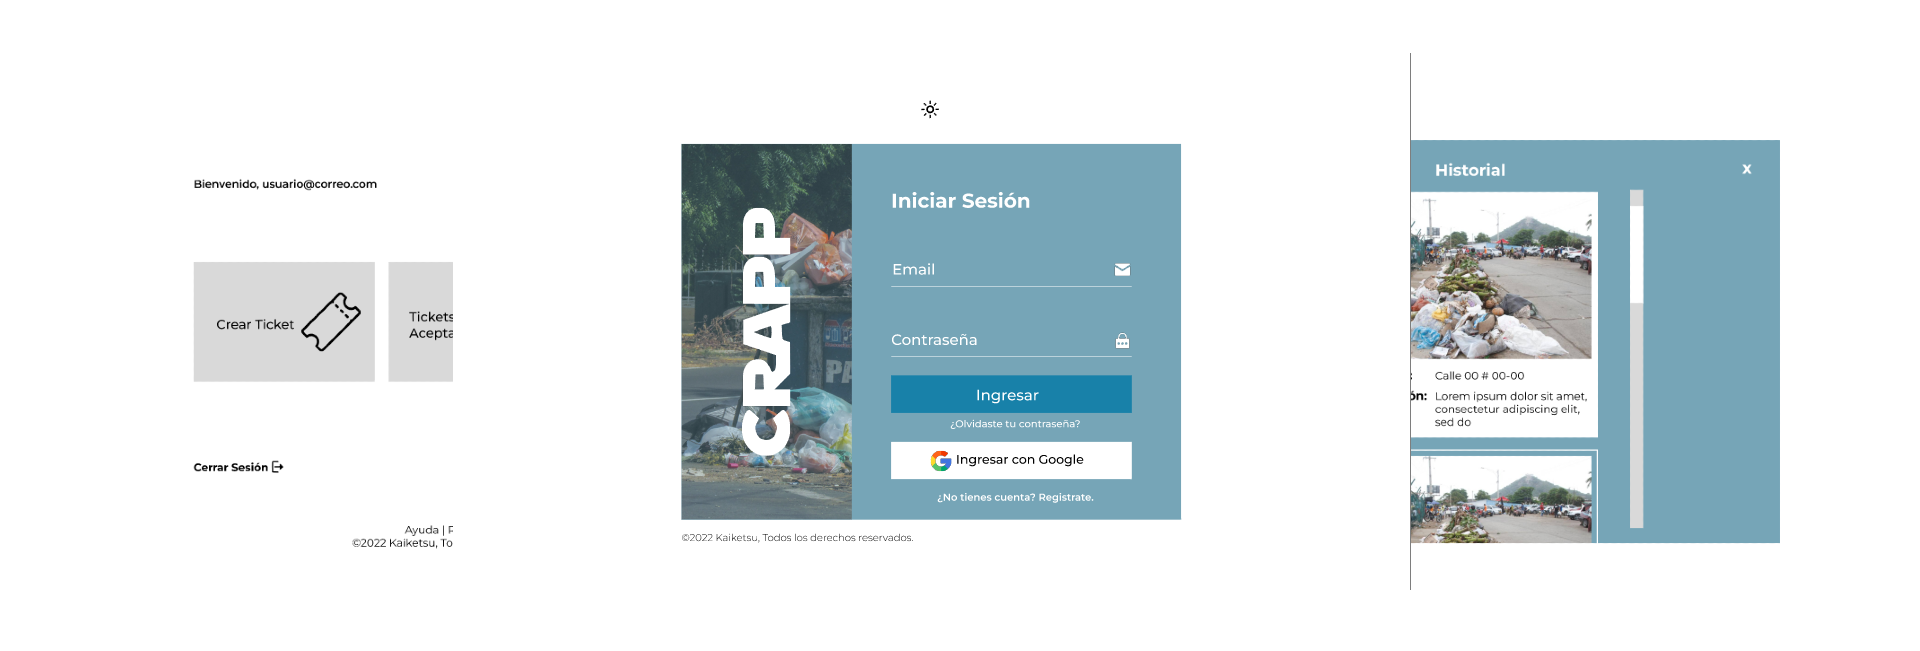 Bienvenido, usuario@correo.com
Crear Ticket
Tickets
Acepta
Cerrar Sesión
Ayuda |
©2022 Kaiketsu, To
CRAPP
Iniciar Sesión
Email
Contraseña
Ingresar
¿Olvidaste tu contraseña?
Ingresar con Google
¿No tienes cuenta? Registrate.
©2022 Kaiketsu, Todos los derechos reservados.
Historial
x
: Calle 00 # 00-00
ón: Lorem ipsum dolor sit amet,
consectetur adipiscing elit,
sed do